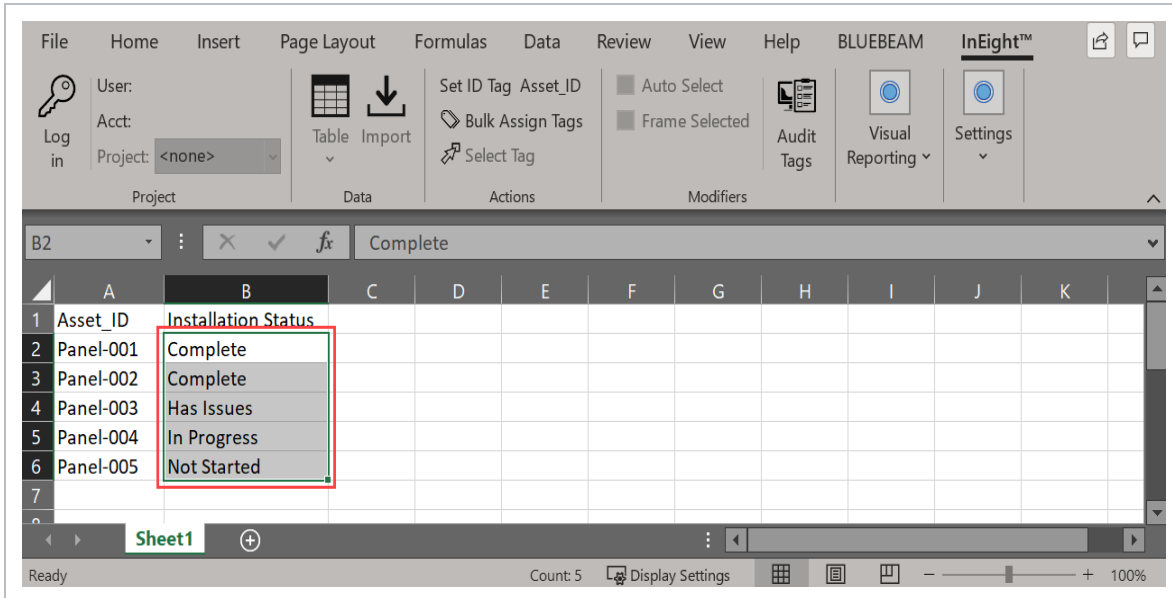 File Home Insert Page Layout Formulas Data Review View Help BLUEBEAM InEight™
User: Set ID Tag Asset_ID Auto Select
Acct: Bulk Assign Tags Frame Selected
Log in Project: <none> Table Import Select Tag Audit Tags Visual Reporting Settings
Project Data Actions Modifiers
B2 fx Complete
A B C D E F G H I J K
1 Asset_ID Installation Status
2 Panel-001 Complete
3 Panel-002 Complete
4 Panel-003 Has Issues
5 Panel-004 In Progress
6 Panel-005 Not Started
7
Sheet1
Ready Count: 5 Display Settings 100%